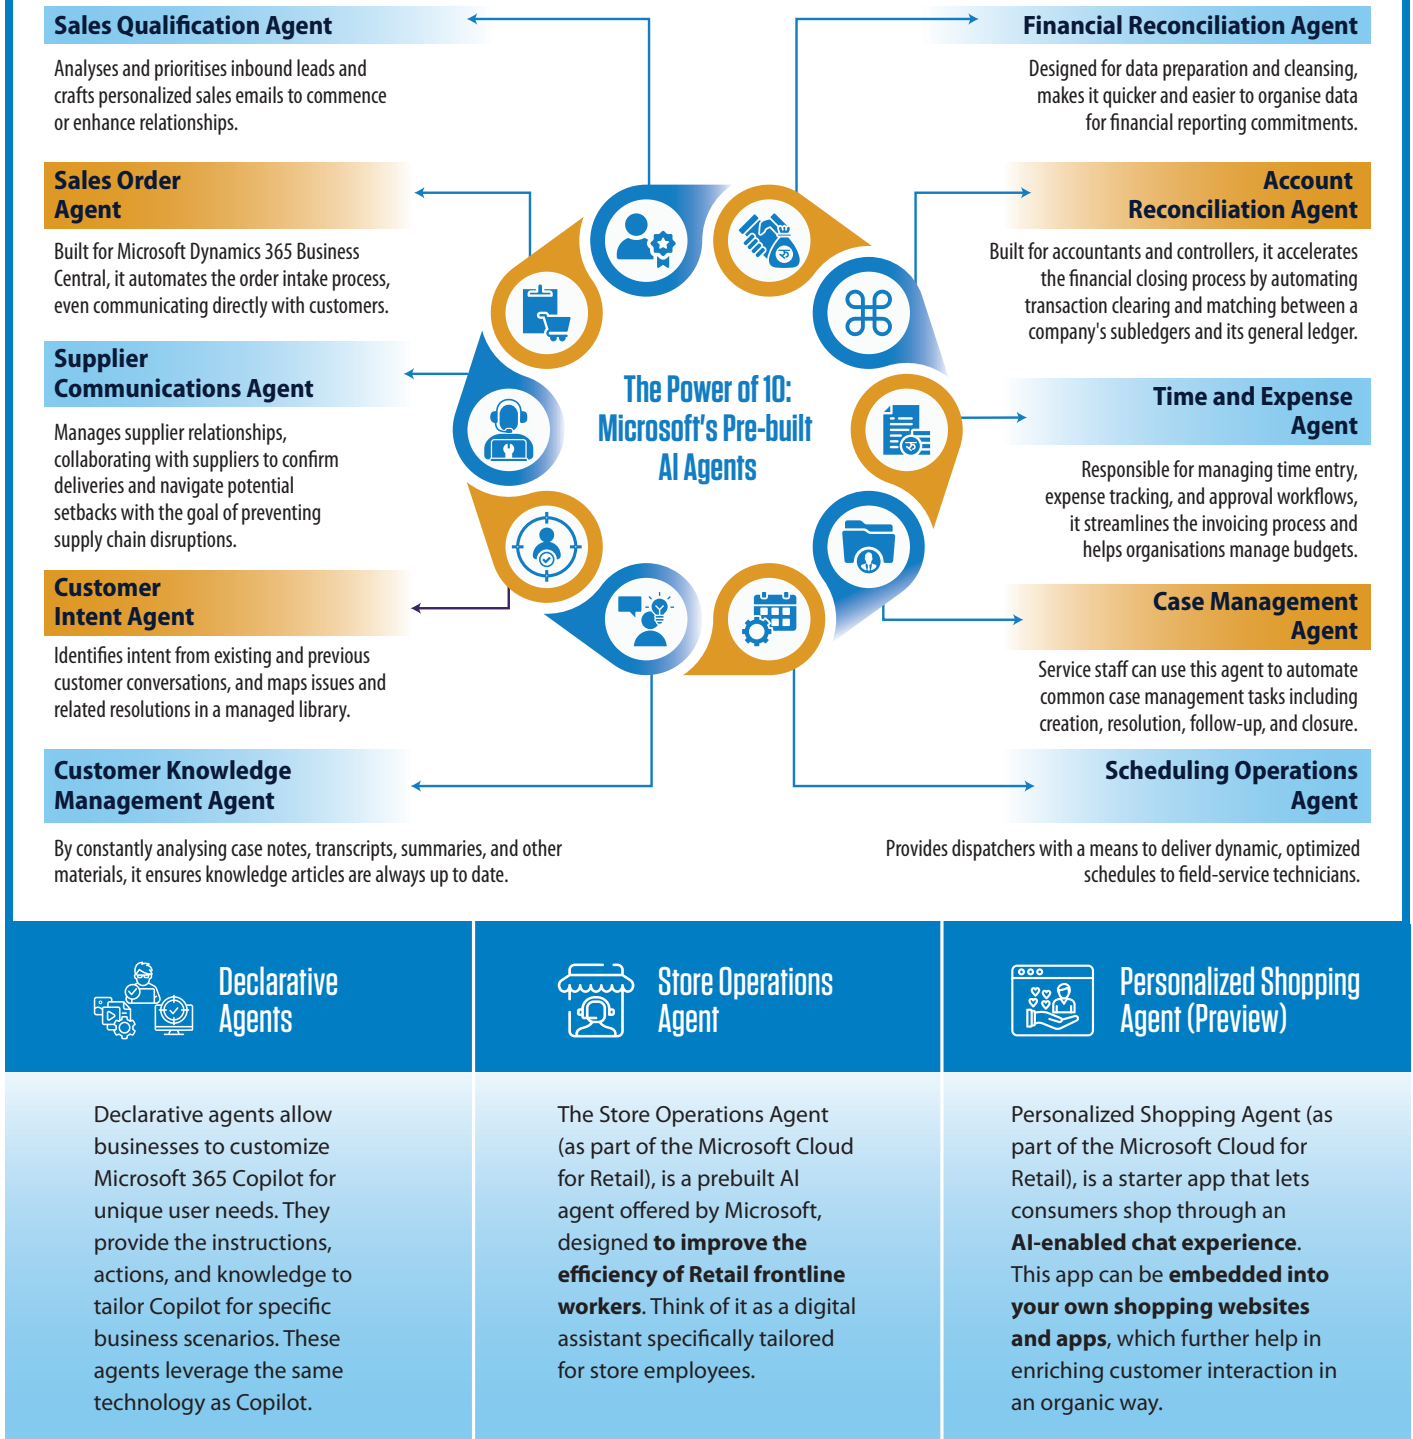 Sales Qualification Agent
Analyses and prioritises inbound leads and
crafts personalized sales emails to commence
or enhance relationships.
Sales Order
Agent
Built for Microsoft Dynamics 365 Business
Central, it automates the order intake process,
even communicating directly with customers.
Supplier
Communications Agent
Manages supplier relationships,
collaborating with suppliers to confirm
deliveries and navigate potential
setbacks with the goal of preventing
supply chain disruptions.
Customer
Intent Agent
Identifies intent from existing and previous
customer conversations, and maps issues and
related resolutions in a managed library.
Customer Knowledge
Management Agent
By constantly analysing case notes, transcripts, summaries, and other
materials, it ensures knowledge articles are always up to date.
The Power of 10:
Microsoft's Pre-built
AI Agents
Financial Reconciliation Agent
Designed for data preparation and cleansing,
makes it quicker and easier to organise data
for financial reporting commitments.
Account
Reconciliation Agent
Built for accountants and controllers, it accelerates
the financial closing process by automating
transaction clearing and matching between a
company's subledgers and its general ledger.
Time and Expense
Agent
Responsible for managing time entry,
expense tracking, and approval workflows,
it streamlines the invoicing process and
helps organisations manage budgets.
Case Management
Agent
Service staff can use this agent to automate
common case management tasks including
creation, resolution, follow-up, and closure.
Scheduling Operations
Agent
Provides dispatchers with a means to deliver dynamic, optimized
schedules to field-service technicians.
Declarative
Agents
Declarative agents allow
businesses to customize
Microsoft 365 Copilot for
unique user needs. They
provide the instructions,
actions, and knowledge to
tailor Copilot for specific
business scenarios. These
agents leverage the same
technology as Copilot.
Store Operations
Agent
The Store Operations Agent
(as part of the Microsoft Cloud
for Retail), is a prebuilt AI
agent offered by Microsoft,
designed to improve the
efficiency of Retail frontline
workers. Think of it as a digital
assistant specifically tailored
for store employees.
Personalized Shopping
Agent (Preview)
Personalized Shopping Agent (as
part of the Microsoft Cloud for
Retail), is a starter app that lets
consumers shop through an
AI-enabled chat experience.
This app can be embedded into
your own shopping websites
and apps, which further help in
enriching customer interaction in
an organic way.